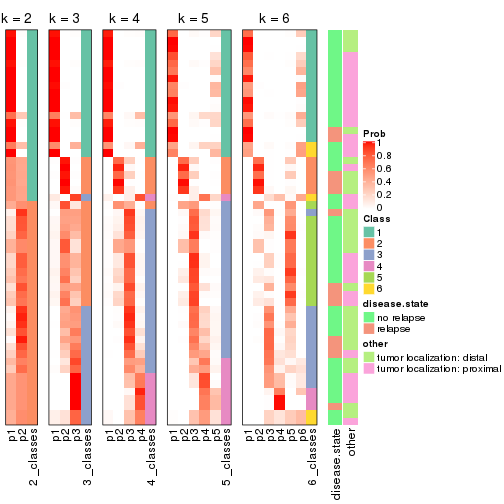 k = 2 k = 3 k = 4 k = 5 k = 6
Prob
1
0.8
0.6
0.4
0.2
0
Class
1
2
3
4
5
6
disease.state
no relapse
relapse
other
tumor localization: distal
tumor localization: proximal
p1 p2 2_classes p1 p2 p3 3_classes p1 p2 p3 p4 4_classes p1 p2 p3 p4 p5 5_classes p1 p2 p3 p4 p5 p6 6_classes disease.state other